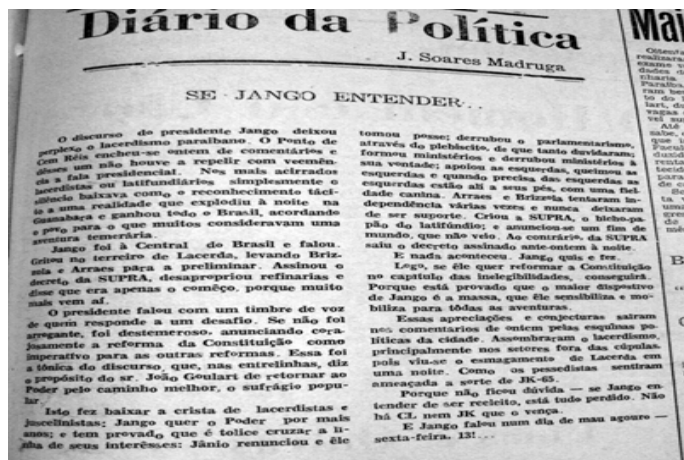 Diário da Política
J. Soares Madruga
SE JANGO ENTENDER...
O discurso do presidente Jango deixou
perplexo o lacerdismo paraibano. O Ponto de
Cem Réis encheu-se ontem de comentários e
disses um não houve a repelir com veemên-
cia a fala presidencial. Nos mais acirrados
lacerdistas ou latifundiários simplesmente o
silêncio baixava como o reconhecimento táci-
to a uma realidade que explodiu à noite na
Guanabara e ganhou todo o Brasil, acordando
o povo para o que muitos consideravam uma
aventura temerária.
Jango foi à Central do Brasil e falou.
Gritou no terreiro de Lacerda, levando Briz-
zola e Arraes para a preliminar. Assinou o
decreto da SUPRA, desapropriou refinarias e
disse que era apenas o começo, porque muito
mais vem aí.
O presidente falou com um timbre de voz
de quem responde a um desafio. Se não foi
arrogante, foi destemeroso, anunciando cora-
josamente a reforma da Constituição como
imperativo para as outras reformas. Essa foi
a tônica do discurso, que, nas entrelinhas, diz
o propósito do sr. João Goulart de retornar ao
Poder pelo caminho melhor, o sufrágio popu-
lar.
Isto fez baixar a crista de lacerdistas e
juscelinistas; Jango quer o Poder por mais
anos; e tem provado que é tolice cruzar a li-
nha de seus interêsses: Jânio renunciou e êle
tomou posse; derrubou o parlamentarismo,
através do plebiscito, de que tanto duvidaram;
formou ministérios e derrubou ministérios a
sua vontade; apoiou as esquerdas, queimou as
esquerdas e quando precisa, das esquerdas as
esquerdas estão ali a seus pés, com uma fiel-
dade canina. Arraes e Brizola tentaram in-
dependência várias vezes e nunca deixaram
de ser suporte. Criou a SUPRA, o bicho-pa-
pão do latifúndio; e anunciou-se um fim de
mundo, que não veio. Ao contrário, da SUPRA
saiu o decreto assinado ante-ontem à noite.
E nada aconteceu. Jango quis e fez.
Logo, se êle quer reformar a Constituição
no capítulo das inelegibilidades, conseguirá.
Porque está provado que o maior dispositivo
de Jango é a massa, que êle sensibiliza e mo-
biliza para tôdas as aventuras.
Essas apreciações e conjecturas saíram
nos comentários de ontem pelas esquinas po-
líticas da cidade. Assombraram o lacerdismo,
principalmente nos setores fora das cúpulas,
pois viu-se o esmagamento de Lacerda em
uma noite. Como os pessedistas sentiram
ameaçada a sorte de JK-65.
Porque não ficou dúvida — se Jango en-
tender de ser reeleito, está tudo perdido. Não
há CL nem JK que o vença.
E Jango falou num dia de mau agouro —
sexta-feira, 13!...
Mai